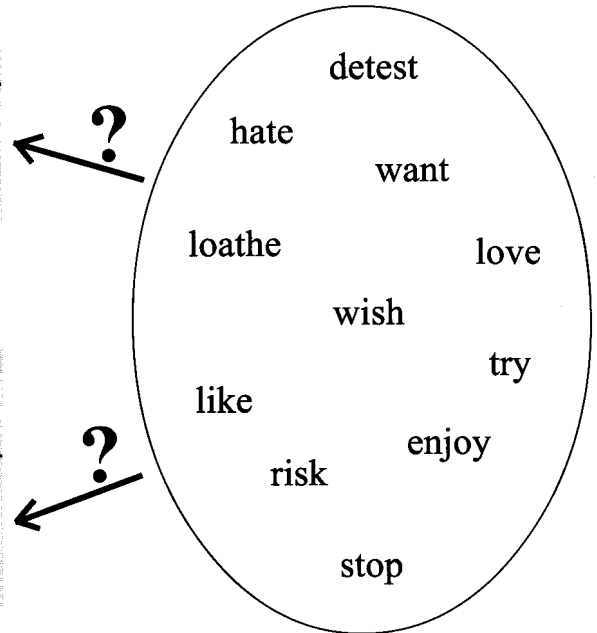 detest
?
hate
want
loathe
love
wish
try
like
?
enjoy
risk
stop